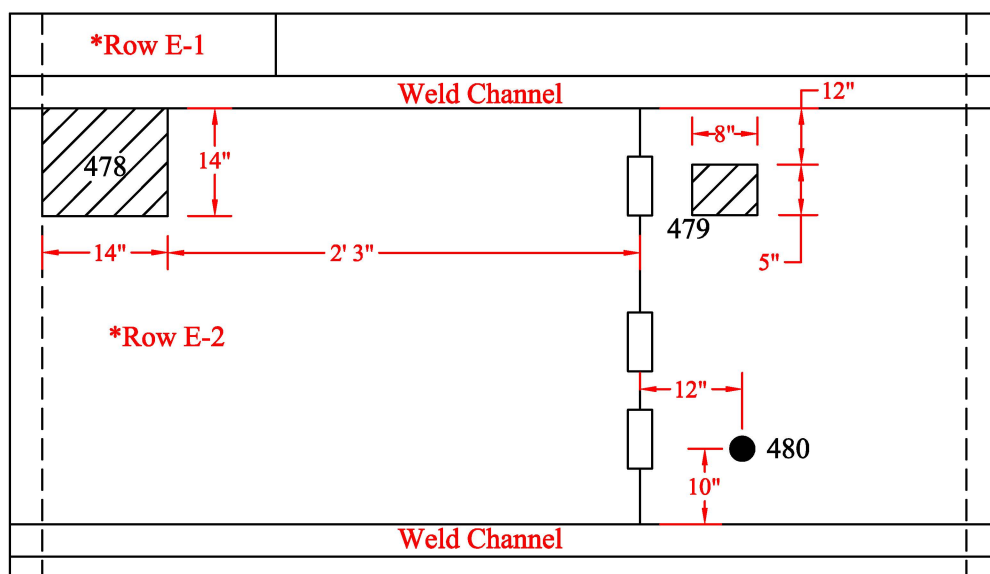 *Row E-1
Weld Channel
12"
8"
14"
478
479
5"
14"
2' 3"
*Row E-2
12"
480
10"
Weld Channel